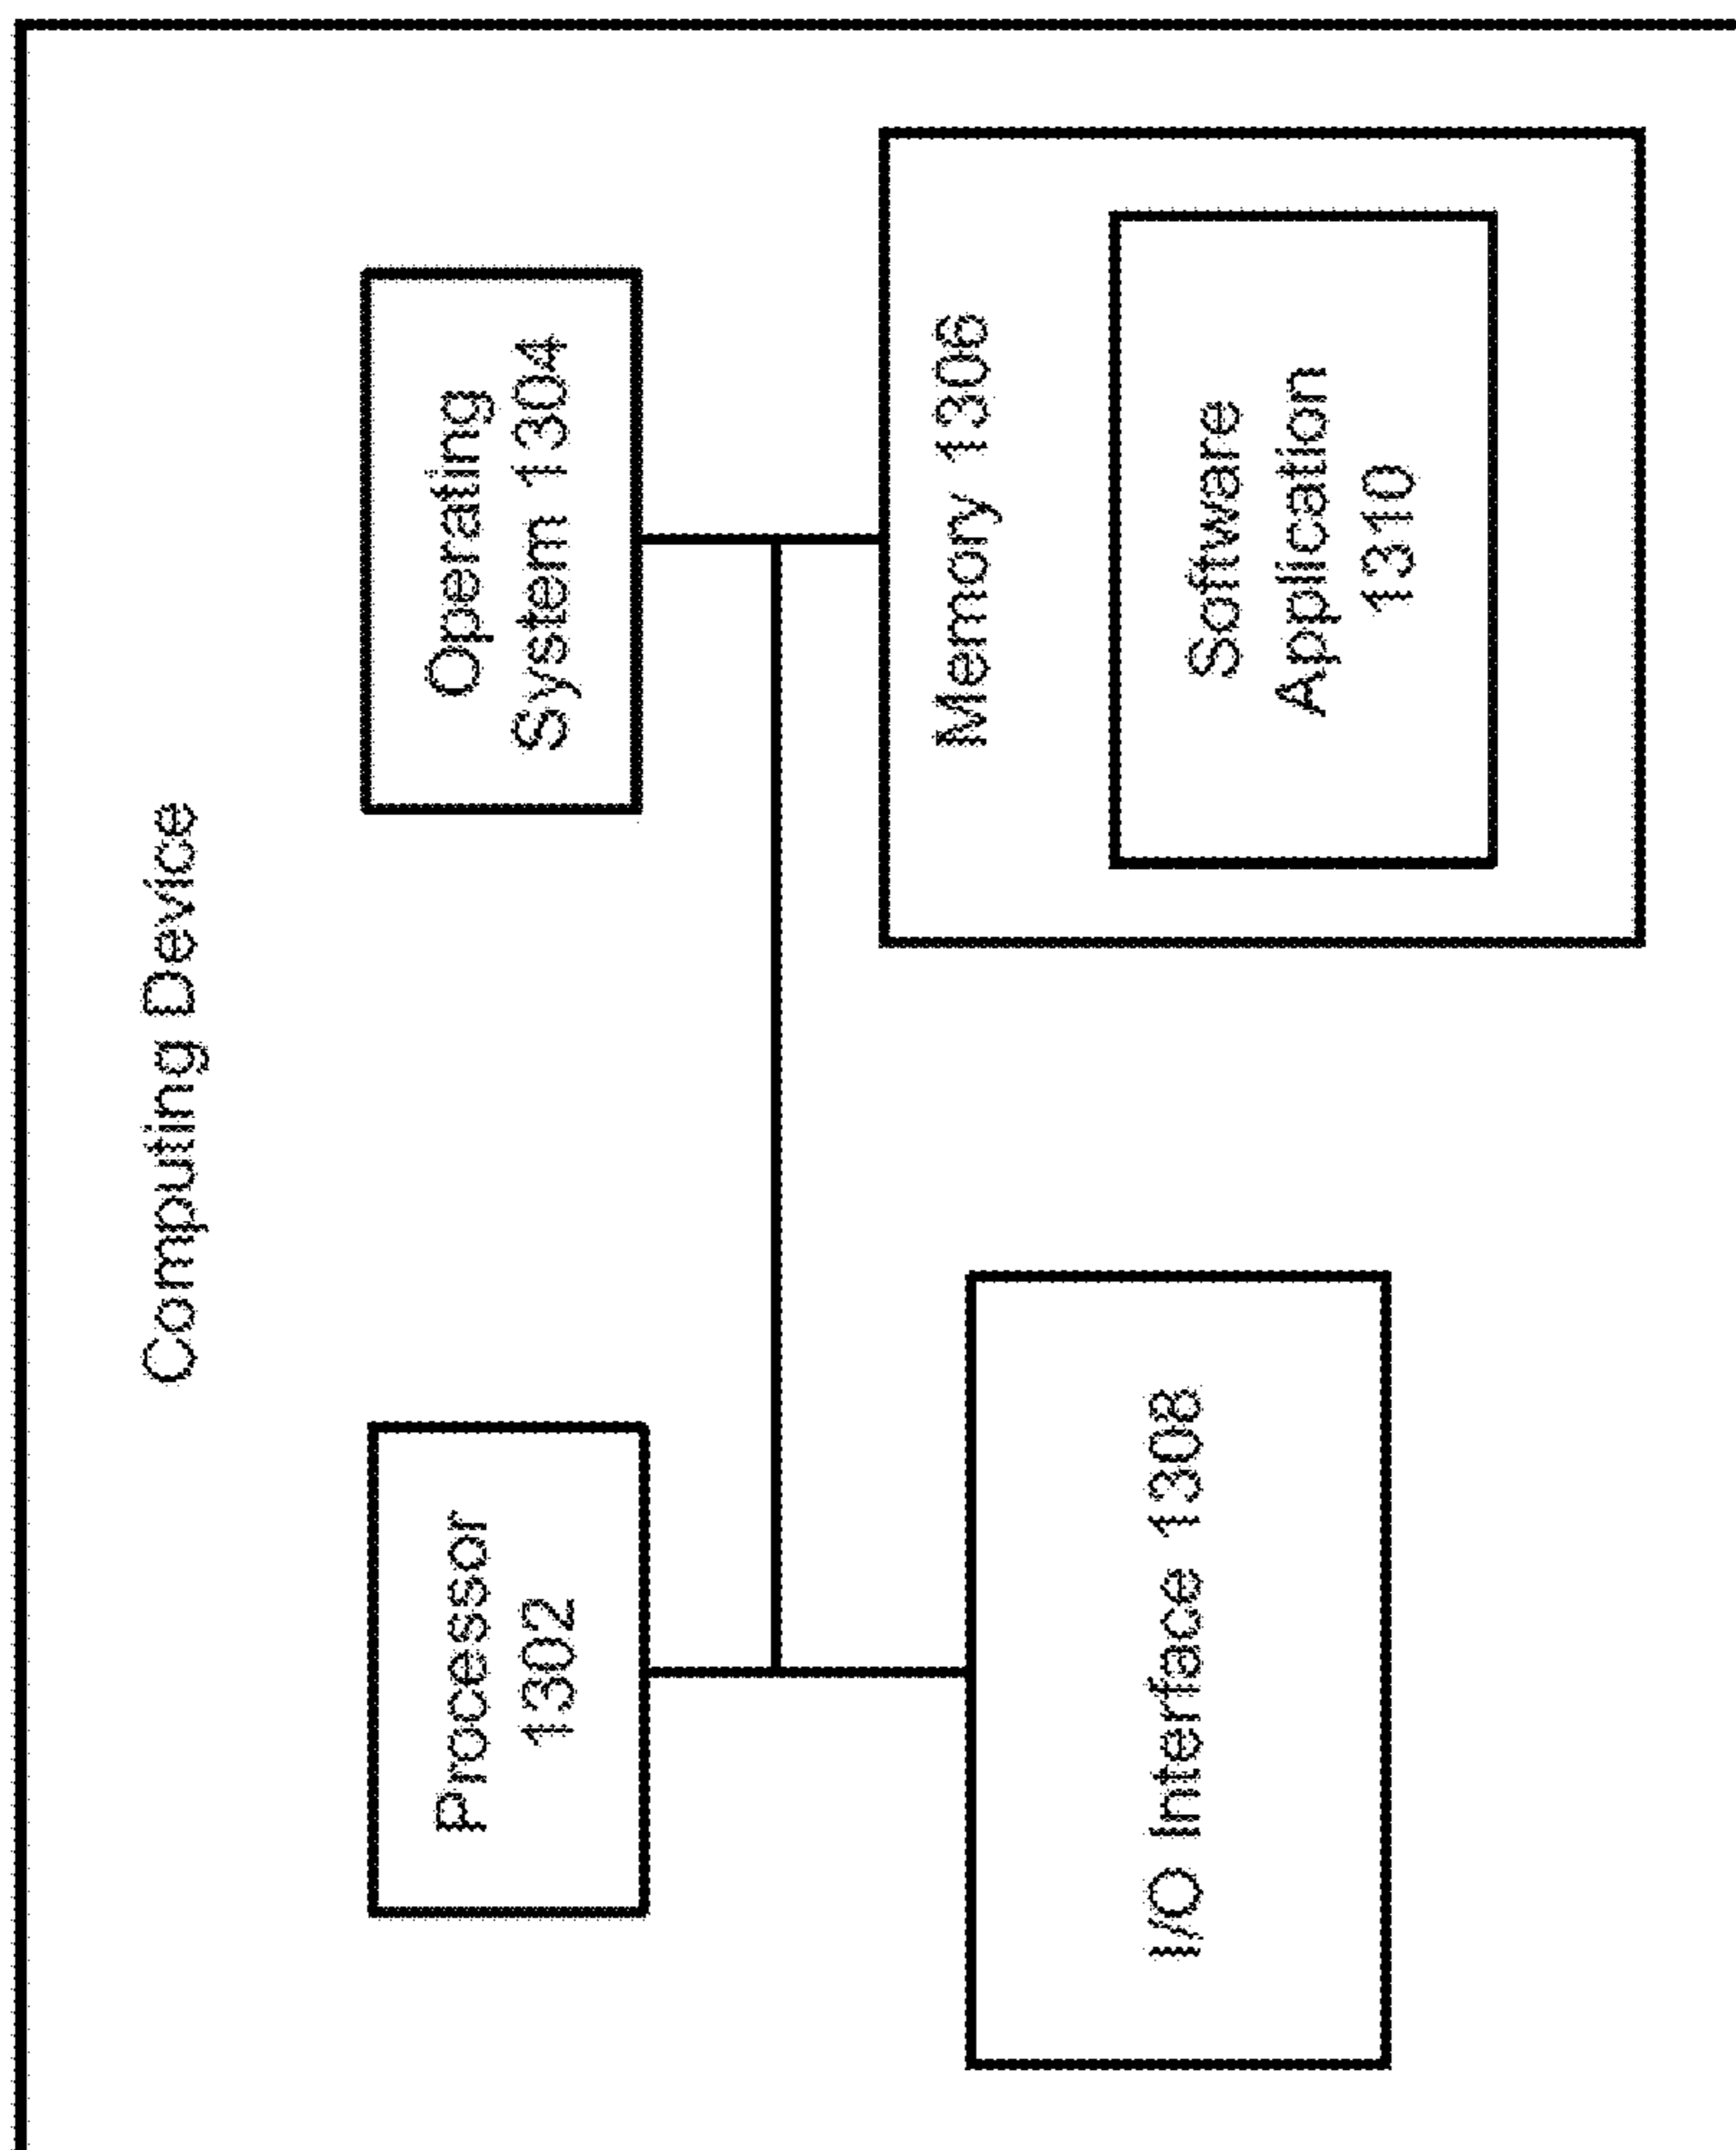 Computing Device
Processor
1302
Operating
System 1304
I/O Interface 1308
Memory 1306
Software
Application
1310